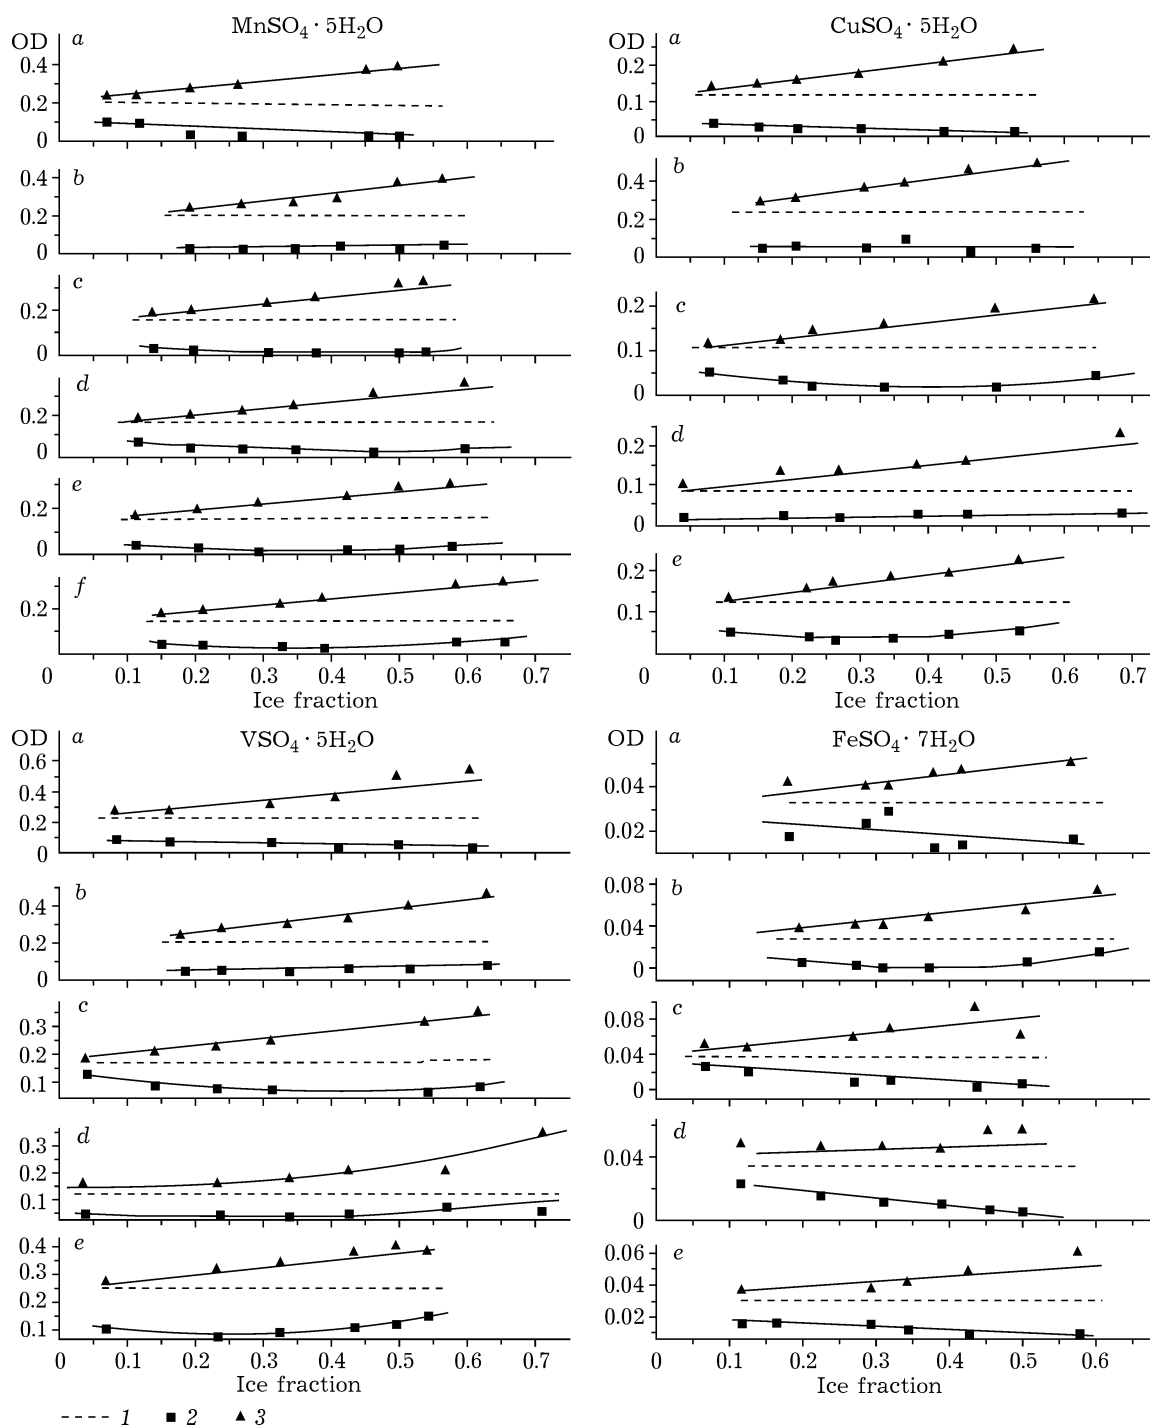 MnSO4 · 5H2O
OD
a
0.4
0.2
0
b
0.4
0.2
0
c
0.2
0
d
0.2
0
e
0.2
0
f
0.2
0 0.1 0.2 0.3 0.4 0.5 0.6 0.7
Ice fraction
CuSO4 · 5H2O
OD
a
0.2
0.1
0
b
0.4
0.2
0
c
0.2
0.1
0
d
0.2
0.1
0
e
0.2
0.1
0 0.1 0.2 0.3 0.4 0.5 0.6 0.7
Ice fraction
VSO4 · 5H2O
OD
a
0.6
0.4
0.2
0
b
0.4
0.2
0
c
0.3
0.2
0.1
d
0.3
0.2
0.1
e
0.4
0.3
0.2
0.1
0 0.1 0.2 0.3 0.4 0.5 0.6 0.7
Ice fraction
FeSO4 · 7H2O
OD
a
0.04
0.02
b
0.08
0.04
0
c
0.08
0.04
0
d
0.04
0
e
0.06
0.04
0.02
0 0.1 0.2 0.3 0.4 0.5 0.6
Ice fraction
1 2 3